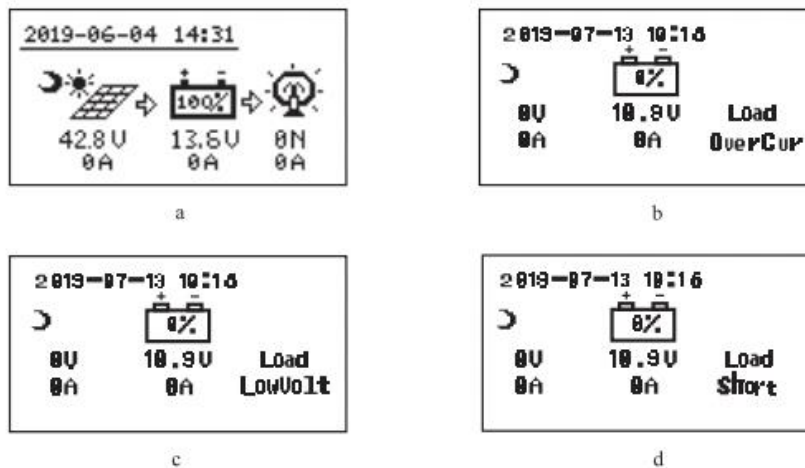 2019-06-04 14:31
+ −
100%
42.8V 13.6V 0N
0A 0A 0A
a
2019-07-13 10:16
+ −
0%
0V 10.9V Load
0A 0A OverCur
b
2019-07-13 10:16
+ −
0%
0V 10.9V Load
0A 0A LowVolt
c
2019-07-13 10:16
+ −
0%
0V 10.9V Load
0A 0A Short
d